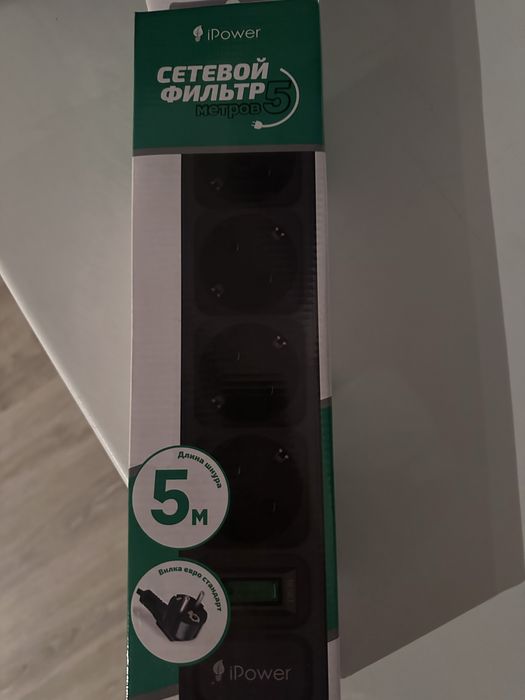 iPower
СЕТЕВОЙ
ФИЛЬТР 5
метров
Длина шнура
5м
Вилка евро стандарт
iPower